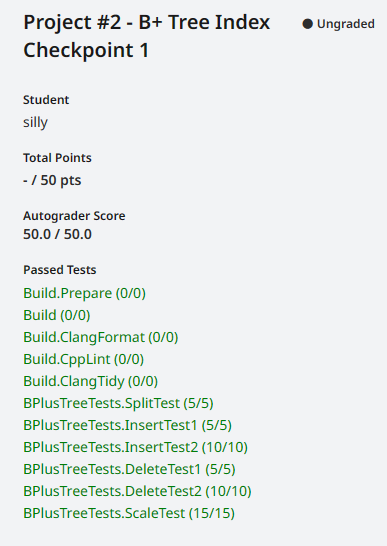 Project #2 - B+ Tree Index
Checkpoint 1
Ungraded
Student
silly
Total Points
- / 50 pts
Autograder Score
50.0 / 50.0
Passed Tests
Build.Prepare (0/0)
Build (0/0)
Build.ClangFormat (0/0)
Build.CppLint (0/0)
Build.ClangTidy (0/0)
BPlusTreeTests.SplitTest (5/5)
BPlusTreeTests.InsertTest1 (5/5)
BPlusTreeTests.InsertTest2 (10/10)
BPlusTreeTests.DeleteTest1 (5/5)
BPlusTreeTests.DeleteTest2 (10/10)
BPlusTreeTests.ScaleTest (15/15)